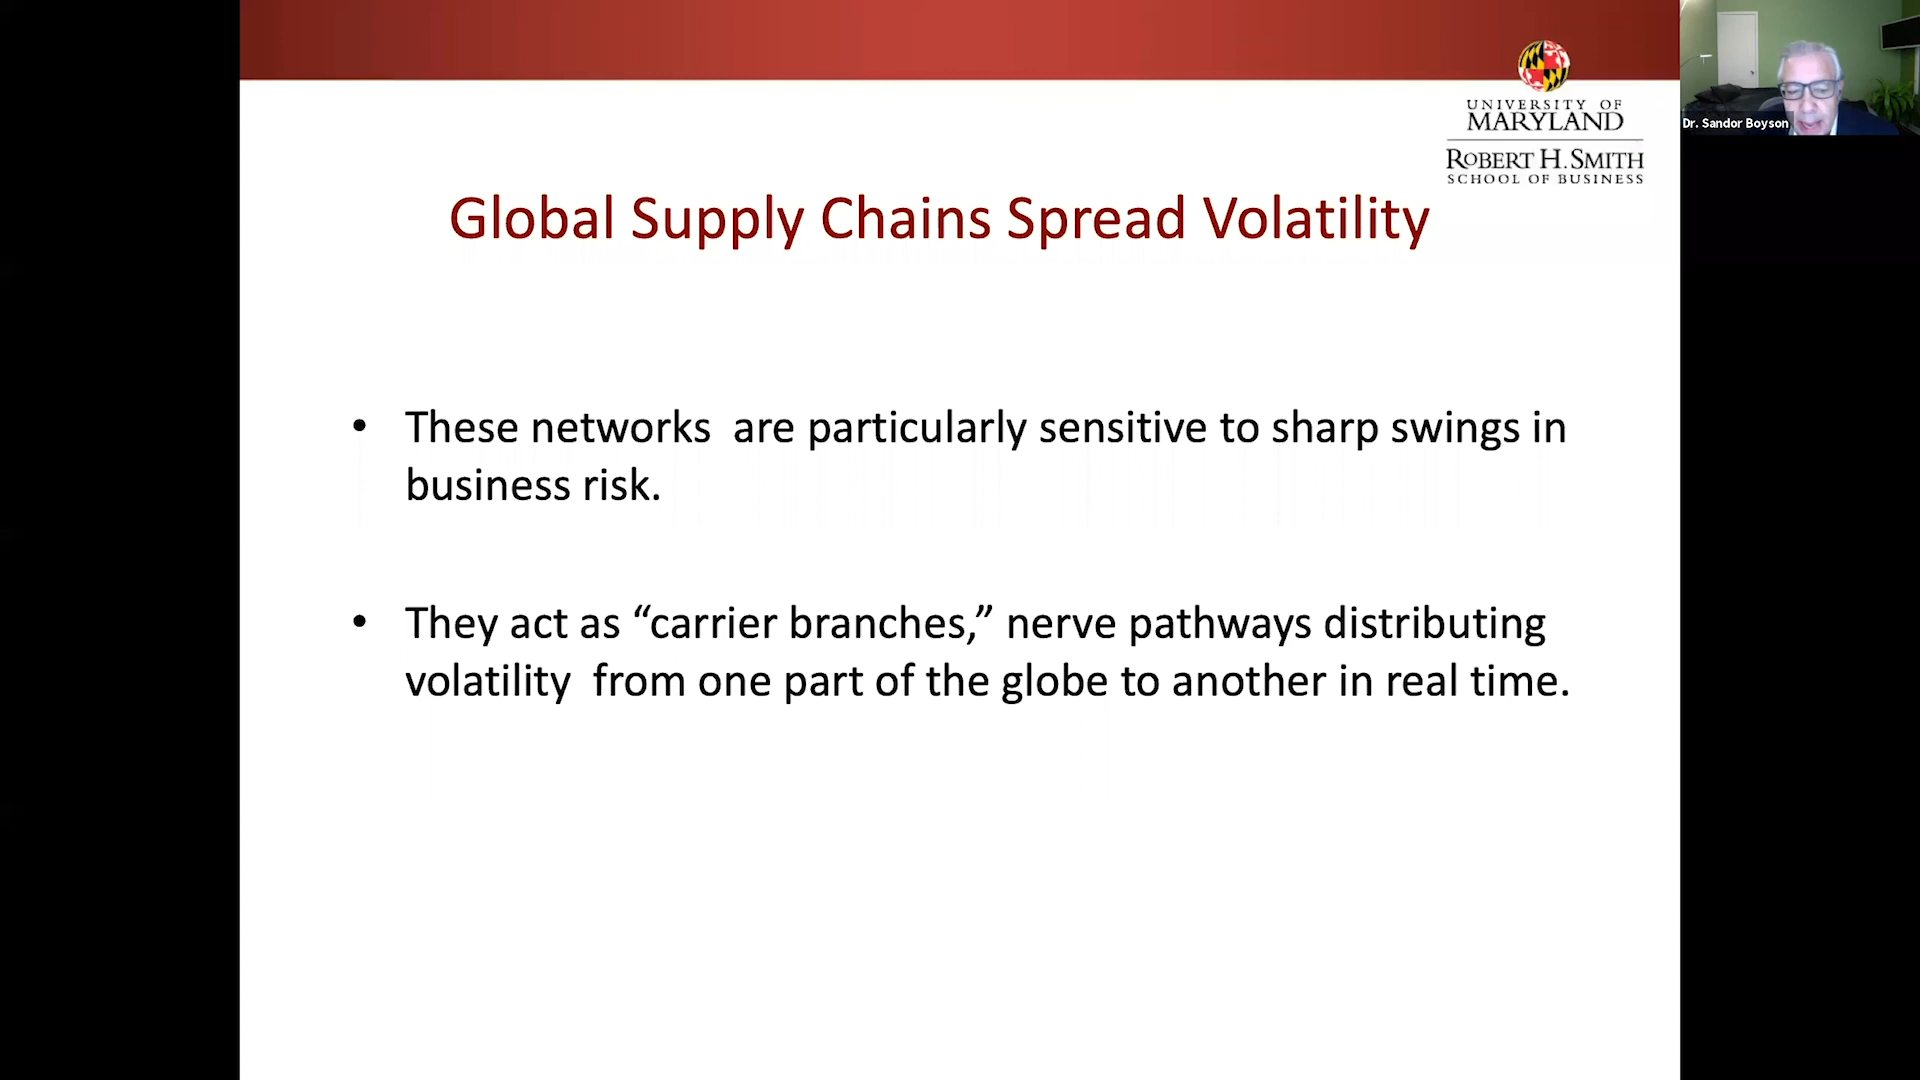 UNIVERSITY OF
MARYLAND
ROBERT H. SMITH
SCHOOL OF BUSINESS
Dr. Sandor Boyson
Global Supply Chains Spread Volatility
• These networks  are particularly sensitive to sharp swings in
business risk.
• They act as “carrier branches,” nerve pathways distributing
volatility  from one part of the globe to another in real time.